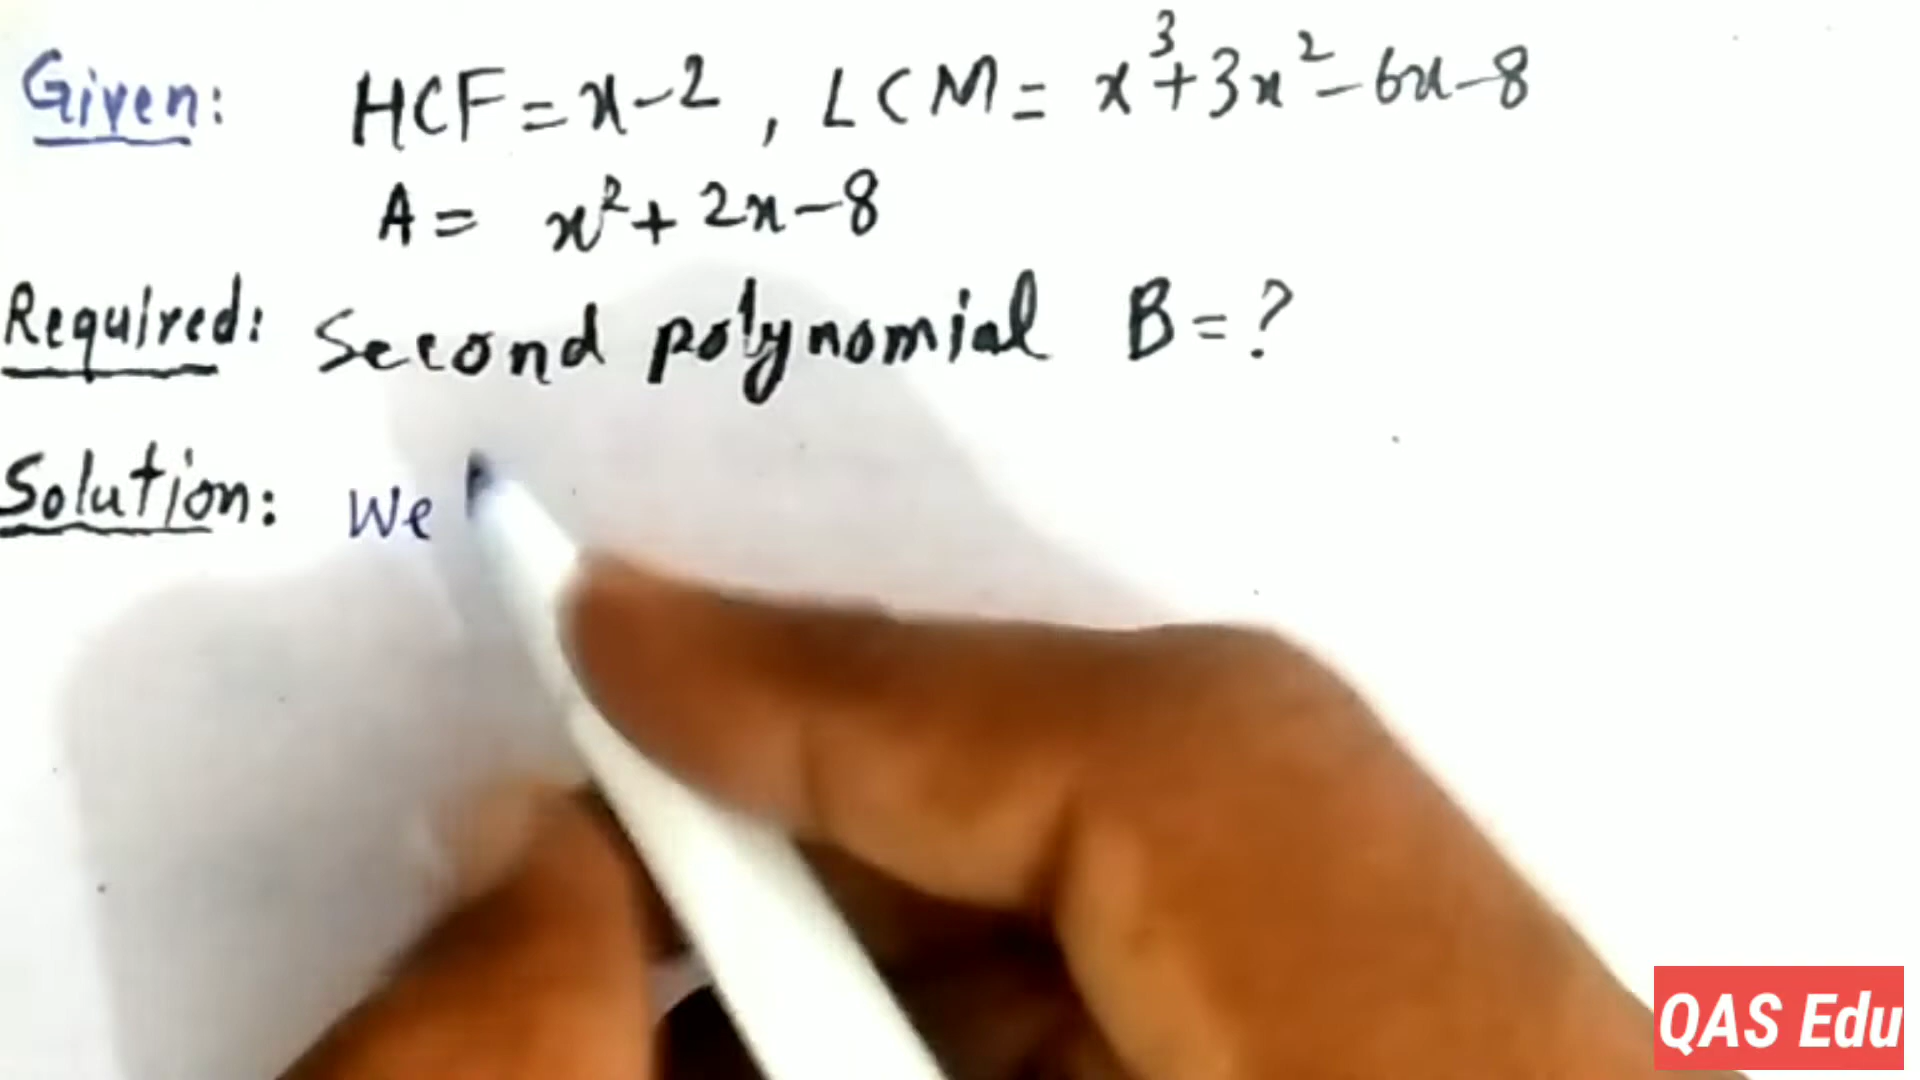 Given: HCF = x-2, LCM = x³+3x²-6x-8
A = x²+2x-8
Required: Second polynomial B=?
Solution: We
QAS Edu